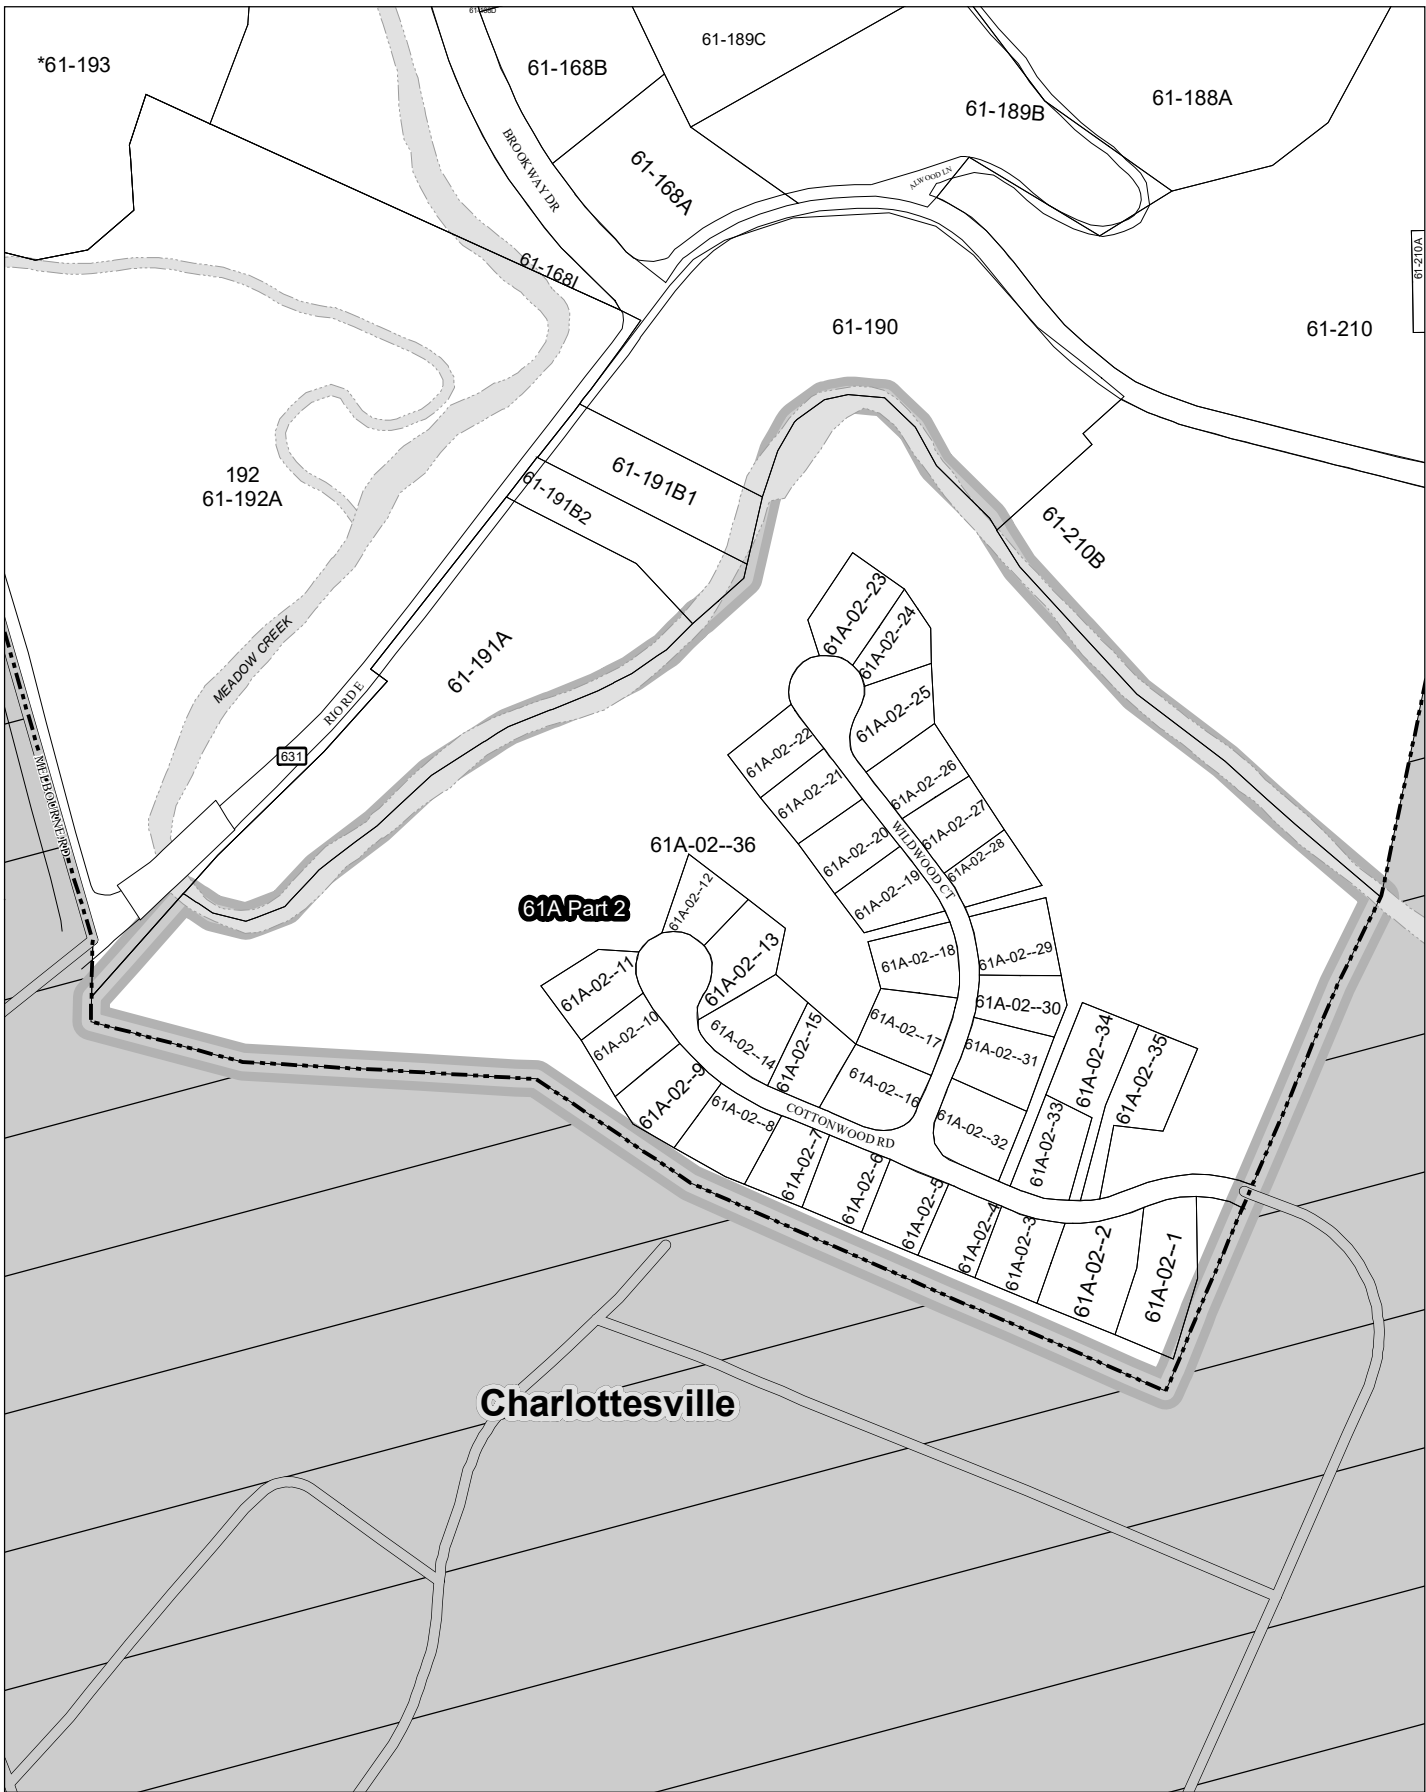 61-168D
*61-193
61-189C
61-168B
61-188A
61-189B
BROOKWAY DR
61-168A
ALWOOD LN
61-210A
61-168I
61-190
61-210
192
61-192A
61-191B1
61-191B2
61-210B
61A-02--23
61A-02--24
MEADOW CREEK
61-191A
RIO RD E
61A-02--25
61A-02--22
631
61A-02--26
61A-02--21
MELBOURNE RD
61A-02--27
61A-02--20
WILDWOOD CT
61A-02--36
61A-02--28
61A-02--19
61A-02--12
61A Part 2
61A-02--18
61A-02--29
61A-02--13
61A-02--11
61A-02--30
61A-02--10
61A-02--17
61A-02--14
61A-02--15
61A-02--31
61A-02--34
61A-02--35
61A-02--16
61A-02--9
61A-02--8
COTTONWOOD RD
61A-02--32
61A-02--33
61A-02--7
61A-02--6
61A-02--5
61A-02--4
61A-02--3
61A-02--2
61A-02--1
Charlottesville